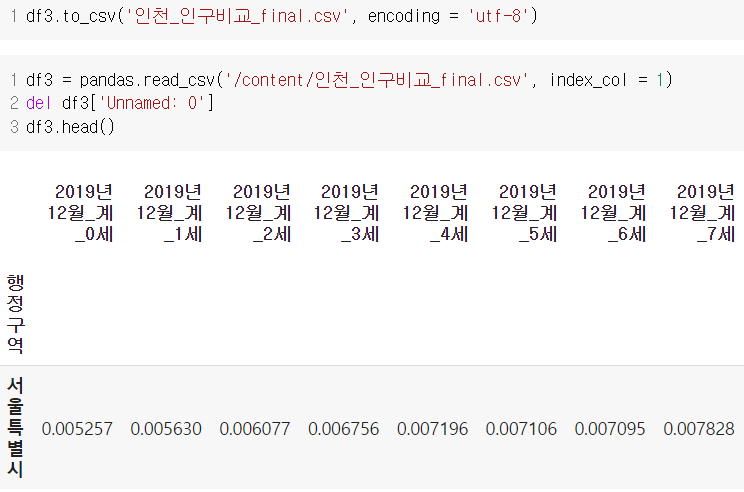 1 df3.to_csv('인천_인구비교_final.csv', encoding = 'utf-8')
1 df3 = pandas.read_csv('/content/인천_인구비교_final.csv', index_col = 1)
2 del df3['Unnamed: 0']
3 df3.head()
2019년 2019년 2019년 2019년 2019년 2019년 2019년 2019년
12월_계 12월_계 12월_계 12월_계 12월_계 12월_계 12월_계 12월_계
_0세 _1세 _2세 _3세 _4세 _5세 _6세 _7세
행
정
구
역
서
울
특 0.005257 0.005630 0.006077 0.006756 0.007196 0.007106 0.007095 0.007828
별
시